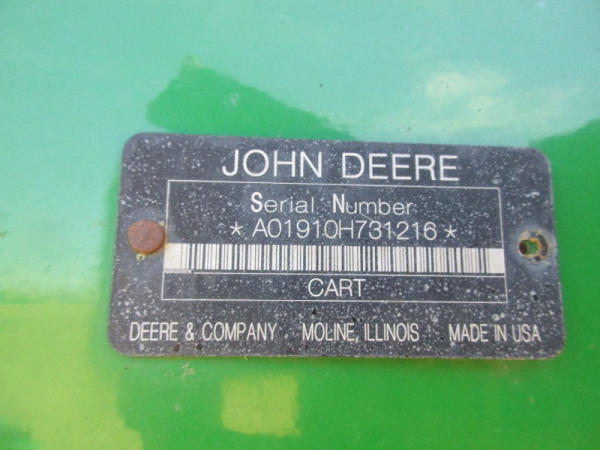 JOHN DEERE
Serial Number
* A01910H731216 *
CART
DEERE & COMPANY MOLINE, ILLINOIS MADE IN USA